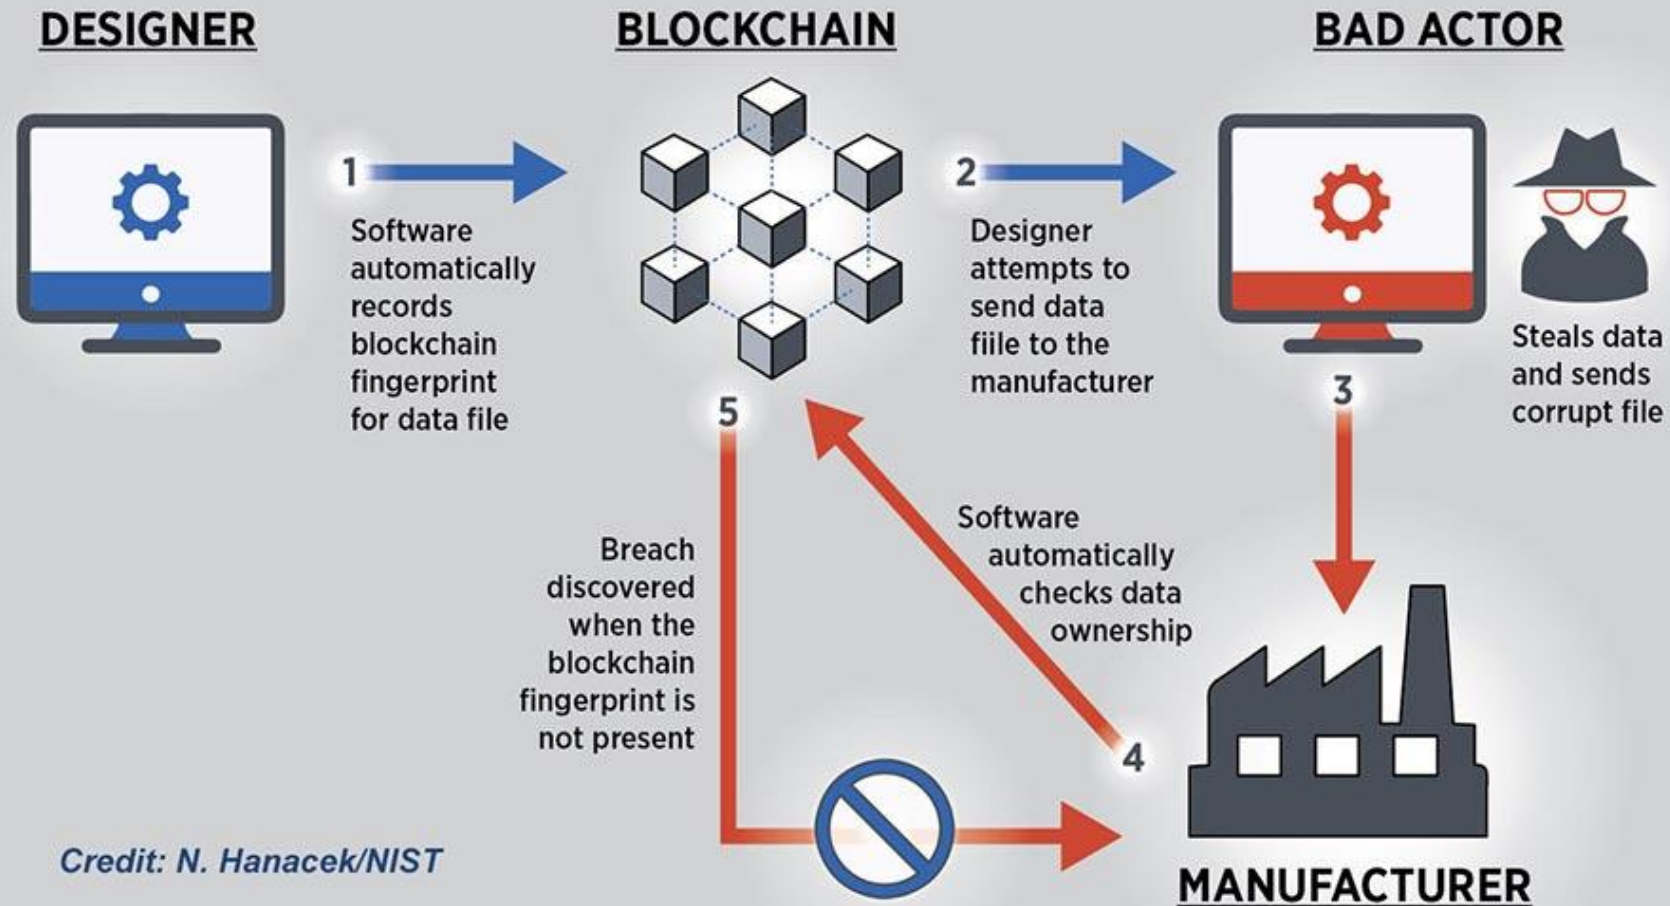 DESIGNER
BLOCKCHAIN
BAD ACTOR
1
Software
automatically
records
blockchain
fingerprint
for data file
2
Designer
attempts to
send data
fiile to the
manufacturer
Steals data
and sends
corrupt file
3
4
Software
automatically
checks data
ownership
5
Breach
discovered
when the
blockchain
fingerprint is
not present
MANUFACTURER
Credit: N. Hanacek/NIST